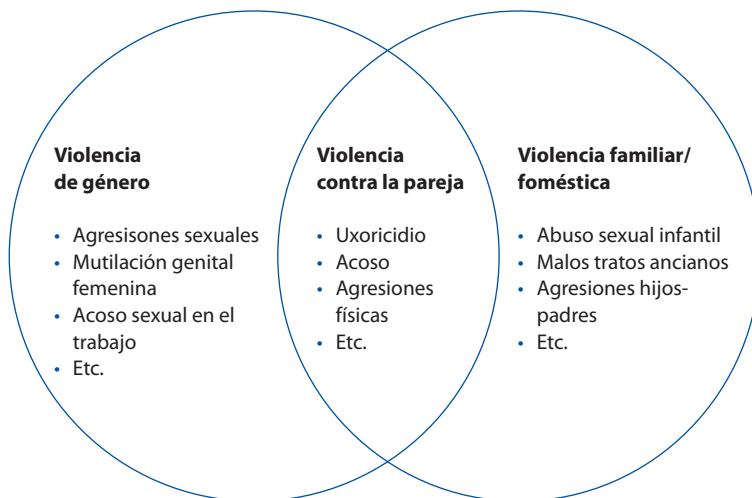 Violencia
de género
• Agresisones sexuales
• Mutilación genital
femenina
• Acoso sexual en el
trabajo
• Etc.
Violencia
contra la pareja
• Uxoricidio
• Acoso
• Agresiones
físicas
• Etc.
Violencia familiar/
foméstica
• Abuso sexual infantil
• Malos tratos ancianos
• Agresiones hijos-
padres
• Etc.